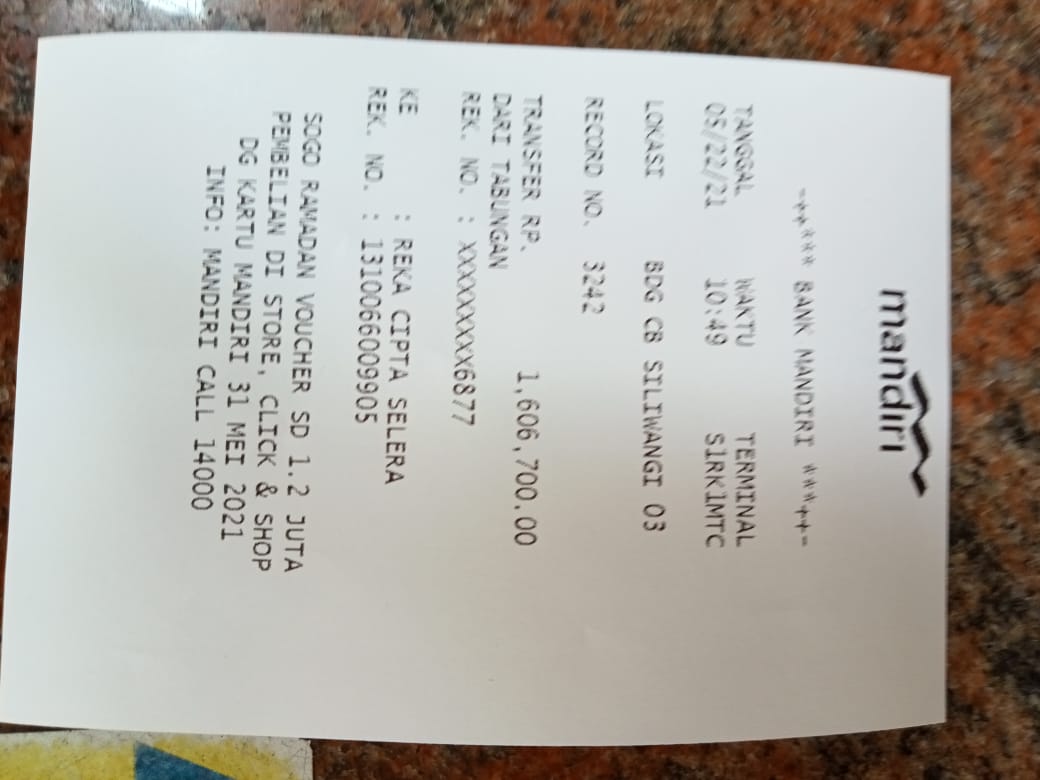 mandiri
-++*** BANK MANDIRI ***++-
TANGGAL WAKTU TERMINAL
05/22/21 10:49 S1RK1MTC
LOKASI BDG CB SILIWANGI 03
RECORD NO. 3242
TRANSFER RP. 1,606,700.00
DARI TABUNGAN
REK. NO. : XXXXXXXXX6877
KE : REKA CIPTA SELERA
REK. NO. : 1310066009905
SOGO RAMADAN VOUCHER SD 1.2 JUTA
PEMBELIAN DI STORE, CLICK & SHOP
DG KARTU MANDIRI 31 MEI 2021
INFO: MANDIRI CALL 14000